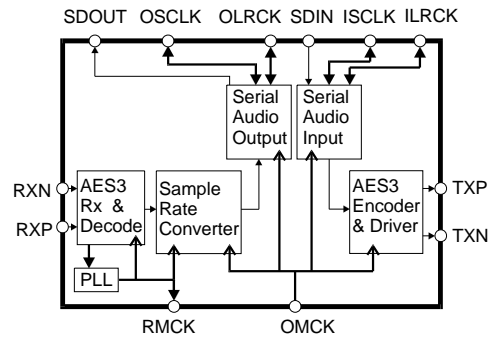 SDOUT OSCLK OLRCK SDIN ISCLK ILRCK
Serial
Audio
Output
Serial
Audio
Input
RXN
RXP
AES3
Rx &
Decode
Sample
Rate
Converter
AES3
Encoder
& Driver
TXP
TXN
PLL
RMCK
OMCK